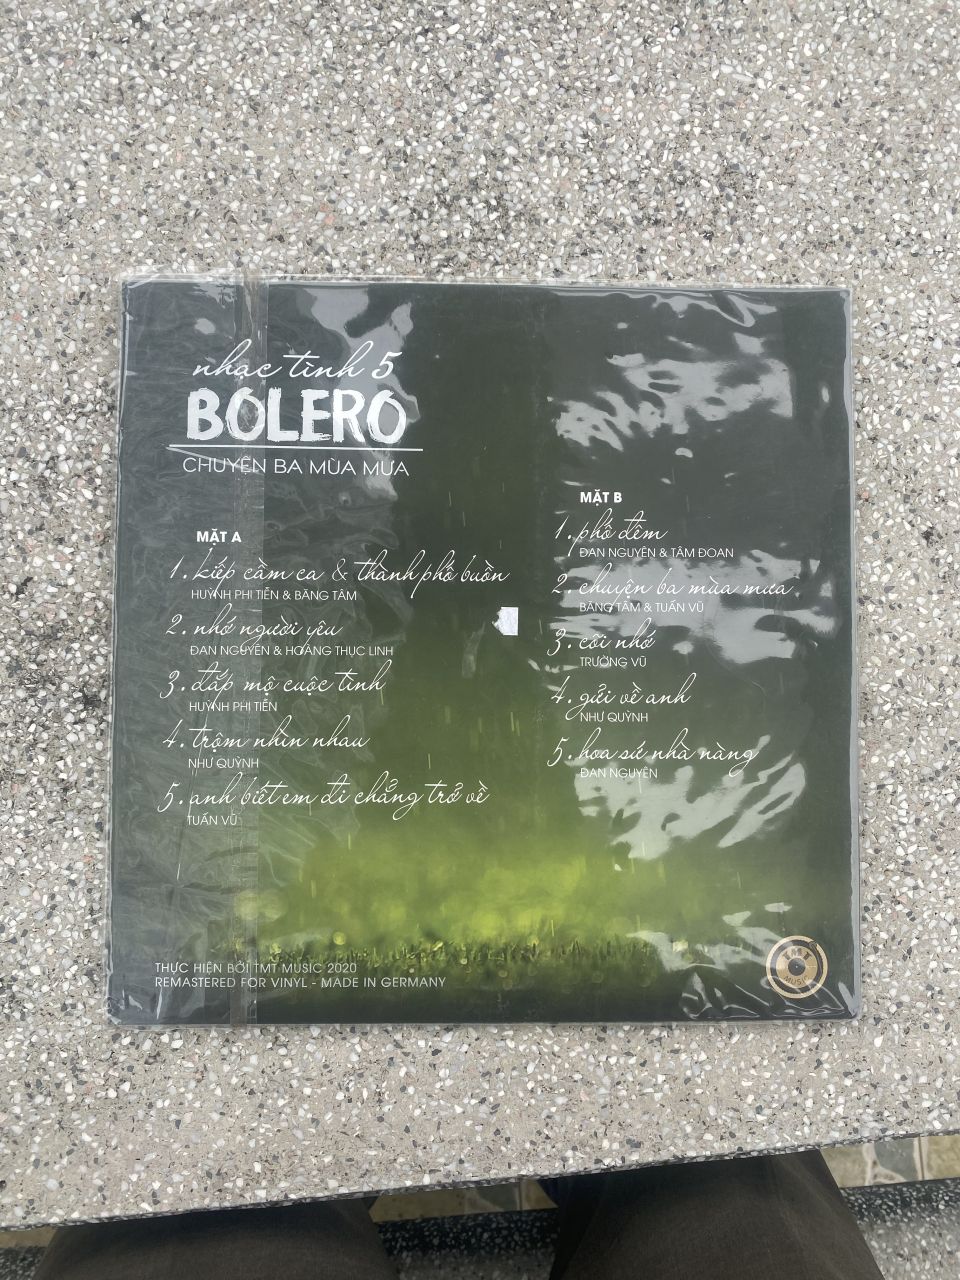 nhạc tình 5
BOLERO
CHUYỆN BA MÙA MƯA
MẶT A
1. kiếp cầm ca & thành phố buồn
HUỲNH PHI TIỄN & BĂNG TÂM
2. nhớ người yêu
ĐAN NGUYÊN & HOÀNG THỤC LINH
3. đắp mộ cuộc tình
HUỲNH PHI TIỄN
4. trộm nhìn nhau
NHƯ QUỲNH
5. anh biết em đi chẳng trở về
TUẤN VŨ
MẶT B
1. phố đêm
ĐAN NGUYÊN & TÂM ĐOAN
2. chuyện ba mùa mưa
BĂNG TÂM & TUẤN VŨ
3. cõi nhớ
TRƯỜNG VŨ
4. gửi về anh
NHƯ QUỲNH
5. hoa sứ nhà nàng
ĐAN NGUYÊN
THỰC HIỆN BỞI TMT MUSIC 2020
REMASTERED FOR VINYL - MADE IN GERMANY
MUSIC